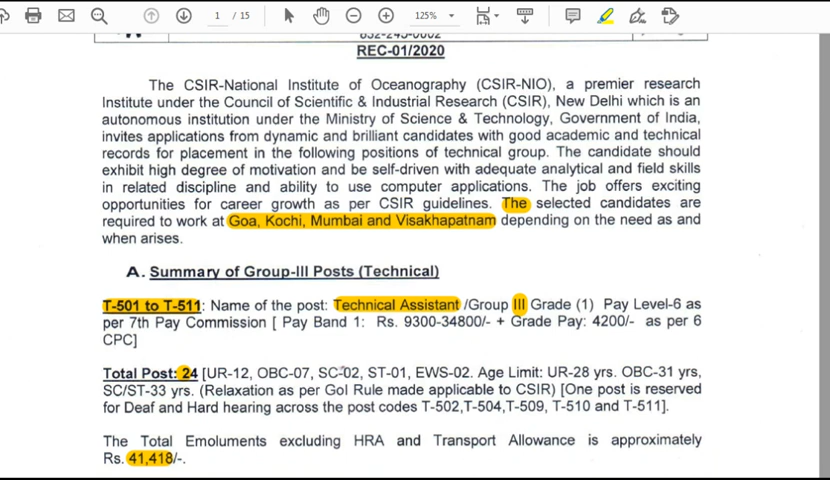 1 / 15
125%
REC-01/2020
The CSIR-National Institute of Oceanography (CSIR-NIO), a premier research
Institute under the Council of Scientific & Industrial Research (CSIR), New Delhi which is an
autonomous institution under the Ministry of Science & Technology, Government of India,
invites applications from dynamic and brilliant candidates with good academic and technical
records for placement in the following positions of technical group. The candidate should
exhibit high degree of motivation and be self-driven with adequate analytical and field skills
in related discipline and ability to use computer applications. The job offers exciting
opportunities for career growth as per CSIR guidelines. The selected candidates are
required to work at Goa, Kochi, Mumbai and Visakhapatnam depending on the need as and
when arises.
A. Summary of Group-III Posts (Technical)
T-501 to T-511: Name of the post: Technical Assistant /Group III Grade (1) Pay Level-6 as
per 7th Pay Commission [ Pay Band 1: Rs. 9300-34800/- + Grade Pay: 4200/- as per 6
CPC]
Total Post: 24 [UR-12, OBC-07, SC-02, ST-01, EWS-02. Age Limit: UR-28 yrs. OBC-31 yrs,
SC/ST-33 yrs. (Relaxation as per GoI Rule made applicable to CSIR) [One post is reserved
for Deaf and Hard hearing across the post codes T-502,T-504,T-509, T-510 and T-511].
The Total Emoluments excluding HRA and Transport Allowance is approximately
Rs. 41,418/-.